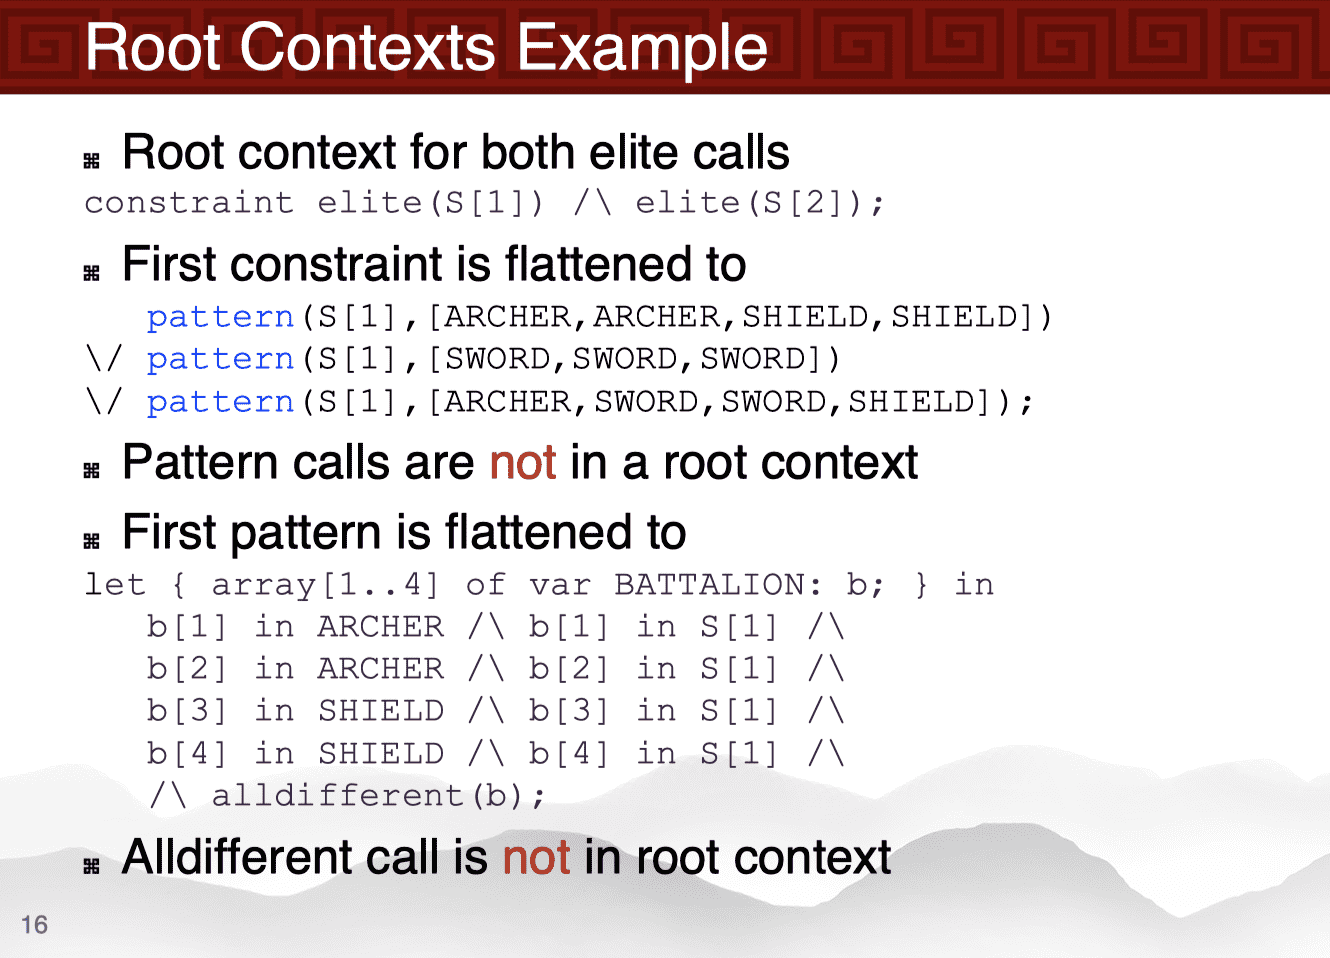 Root Contexts Example
⌘ Root context for both elite calls
constraint elite(S[1]) /\ elite(S[2]);
⌘ First constraint is flattened to
pattern(S[1],[ARCHER,ARCHER,SHIELD,SHIELD])
\/ pattern(S[1],[SWORD,SWORD,SWORD])
\/ pattern(S[1],[ARCHER,SWORD,SWORD,SHIELD]);
⌘ Pattern calls are not in a root context
⌘ First pattern is flattened to
let { array[1..4] of var BATTALION: b; } in
b[1] in ARCHER /\ b[1] in S[1] /\
b[2] in ARCHER /\ b[2] in S[1] /\
b[3] in SHIELD /\ b[3] in S[1] /\
b[4] in SHIELD /\ b[4] in S[1] /\
/\ alldifferent(b);
⌘ Alldifferent call is not in root context
16